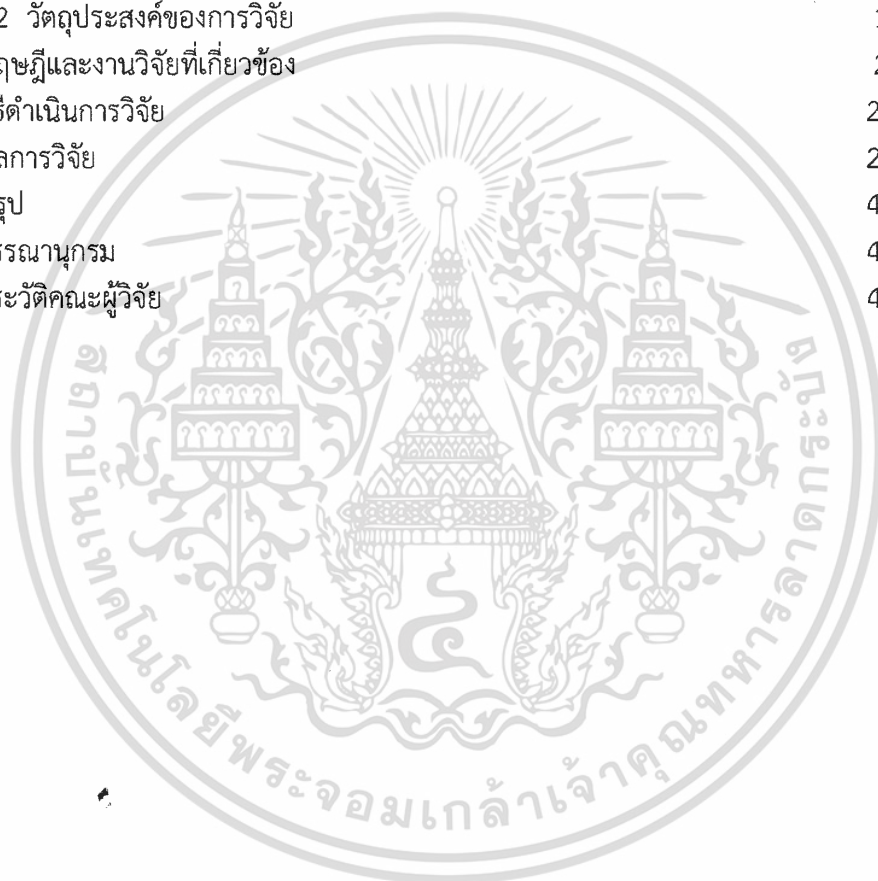 2 วัตถุประสงค์ของการวิจัย
ฤษฎีและงานวิจัยที่เกี่ยวข้อง 2
ธีดำเนินการวิจัย 2
ลการวิจัย 2
รุป 4
รรณานุกรม 4
ระวัติคณะผู้วิจัย 4
สถาบันเทคโนโลยีพระจอมเกล้าเจ้าคุณทหารลาดกระบัง